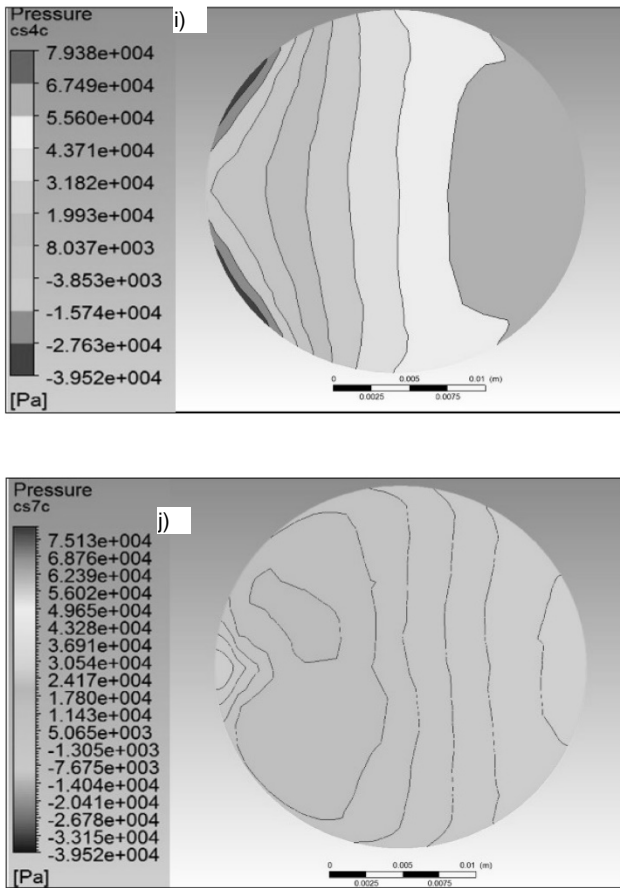 Pressure
cs4c
i)
7.938e+004
6.749e+004
5.560e+004
4.371e+004
3.182e+004
1.993e+004
8.037e+003
-3.853e+003
-1.574e+004
-2.763e+004
-3.952e+004
[Pa]
0 0.005 0.01 (m)
0.0025 0.0075
Pressure
cs7c
j)
7.513e+004
6.876e+004
6.239e+004
5.602e+004
4.965e+004
4.328e+004
3.691e+004
3.054e+004
2.417e+004
1.780e+004
1.143e+004
5.065e+004
-1.305e+003
-7.675e+003
-1.404e+004
-2.041e+004
-2.678e+004
-3.315e+004
-3.952e+004
[Pa]
0 0.005 0.01 (m)
0.0025 0.0075